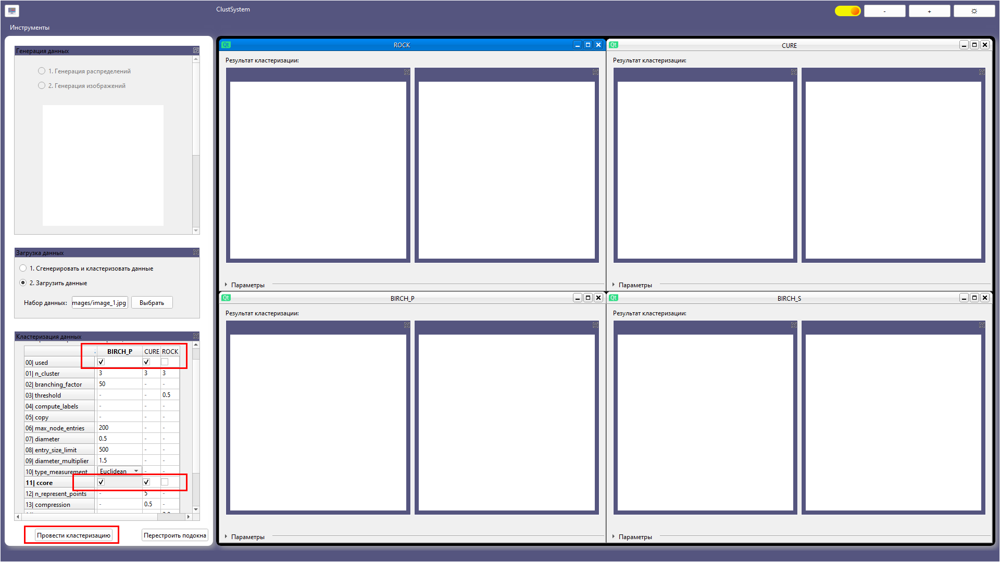 ClustSystem
-
+
Инструменты
Генерация данных
1. Генерация распределений
2. Генерация изображений
Загрузка данных
1. Сгенерировать и кластеризовать данные
2. Загрузить данные
Набор данных: mages/image_1.jpg Выбрать
Кластеризация данных
BIRCH_P CURE ROCK
00| used
01| n_cluster 3 3 3
02| branching_factor 50 - -
03| threshold - - 0.5
04| compute_labels - - -
05| copy - - -
06| max_node_entries 200 - -
07| diameter 0.5 - -
08| entry_size_limit 500 - -
09| diameter_multiplier 1.5 - -
10| type_measurement Euclidean - -
11| ccore
12| n_represent_points - 5 -
13| compression - 0.5 -
Провести кластеризацию Перестроить подокна
Qt ROCK
Результат кластеризации:
Параметры
Qt CURE
Результат кластеризации:
Параметры
Qt BIRCH_P
Результат кластеризации:
Параметры
Qt BIRCH_S
Результат кластеризации:
Параметры